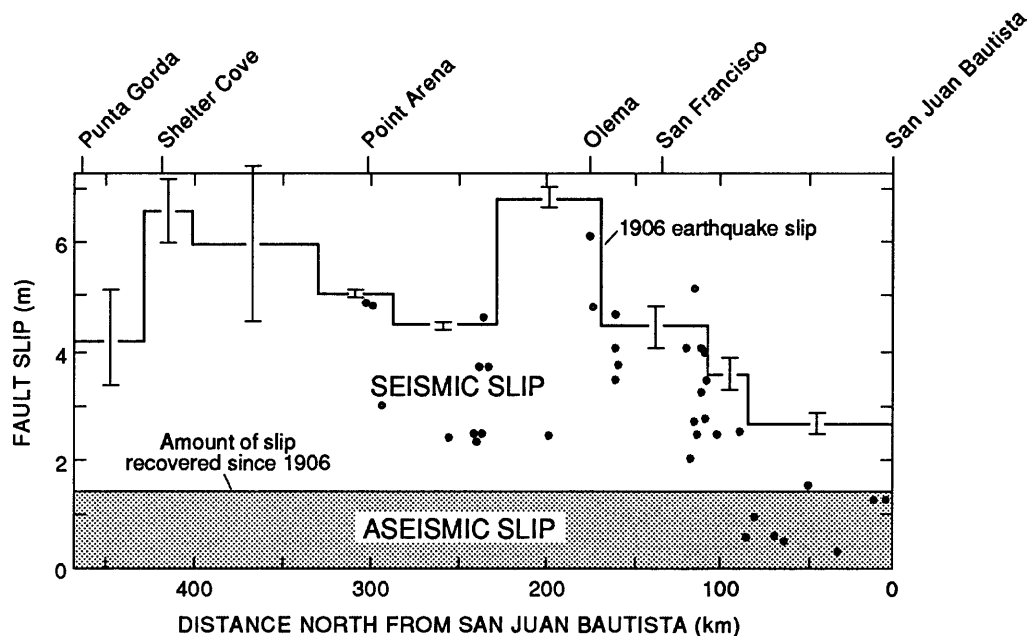 Punta Gorda
Shelter Cove
Point Arena
Olema
San Francisco
San Juan Bautista
FAULT SLIP (m)
6
4
2
0
1906 earthquake slip
SEISMIC SLIP
Amount of slip
recovered since 1906
ASEISMIC SLIP
400
300
200
100
0
DISTANCE NORTH FROM SAN JUAN BAUTISTA (km)